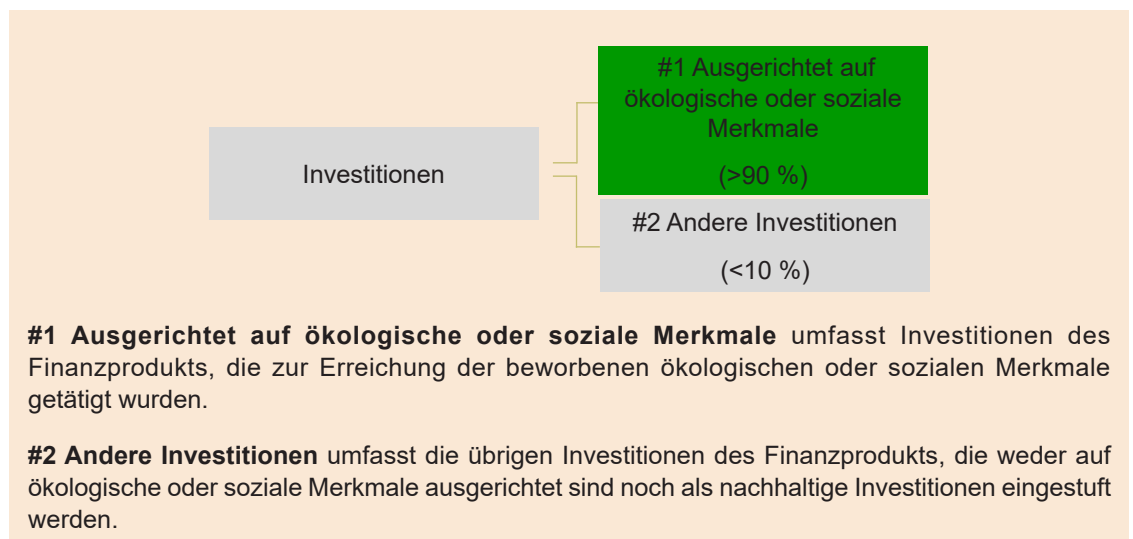 #1 Ausgerichtet auf
ökologische oder soziale
Merkmale
(>90 %)
Investitionen
#2 Andere Investitionen
(<10 %)
#1 Ausgerichtet auf ökologische oder soziale Merkmale umfasst Investitionen des
Finanzprodukts, die zur Erreichung der beworbenen ökologischen oder sozialen Merkmale
getätigt wurden.
#2 Andere Investitionen umfasst die übrigen Investitionen des Finanzprodukts, die weder auf
ökologische oder soziale Merkmale ausgerichtet sind noch als nachhaltige Investitionen eingestuft
werden.